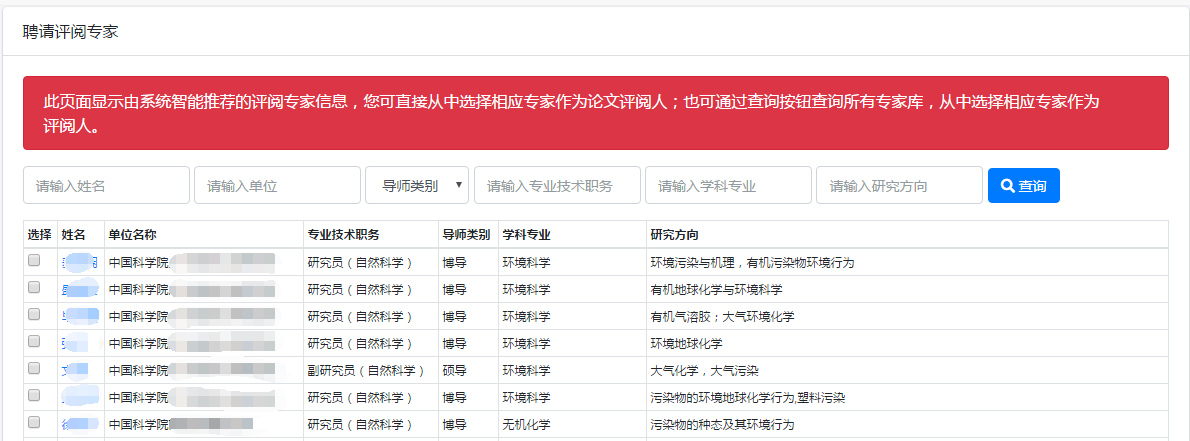 聘请评阅专家
此页面显示由系统智能推荐的评阅专家信息，您可直接从中选择相应专家作为论文评阅人；也可通过查询按钮查询所有专家库，从中选择相应专家作为
评阅人。
请输入姓名 请输入单位 导师类别 请输入专业技术职务 请输入学科专业 请输入研究方向 查询
选择 姓名 单位名称 专业技术职务 导师类别 学科专业 研究方向
中国科学院 研究员（自然科学） 博导 环境科学 环境污染与机理，有机污染物环境行为
中国科学院 研究员（自然科学） 博导 环境科学 有机地球化学与环境科学
中国科学院 研究员（自然科学） 博导 环境科学 有机气溶胶；大气环境化学
中国科学院 研究员（自然科学） 博导 环境科学 环境地球化学
中国科学院 副研究员（自然科学） 硕导 环境科学 大气化学，大气污染
中国科学院 研究员（自然科学） 博导 环境科学 污染物的环境地球化学行为,塑料污染
中国科学院 研究员（自然科学） 博导 无机化学 污染物的种态及其环境行为